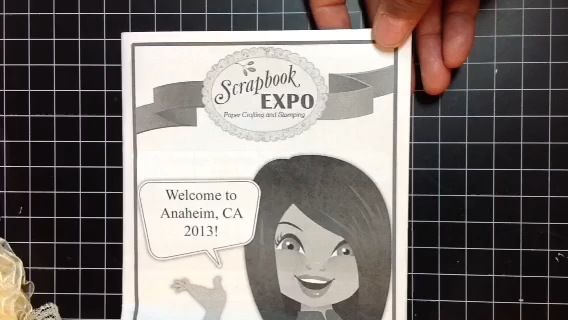 Scrapbook
EXPO
Paper Crafting and Stamping
Welcome to
Anaheim, CA
2013!